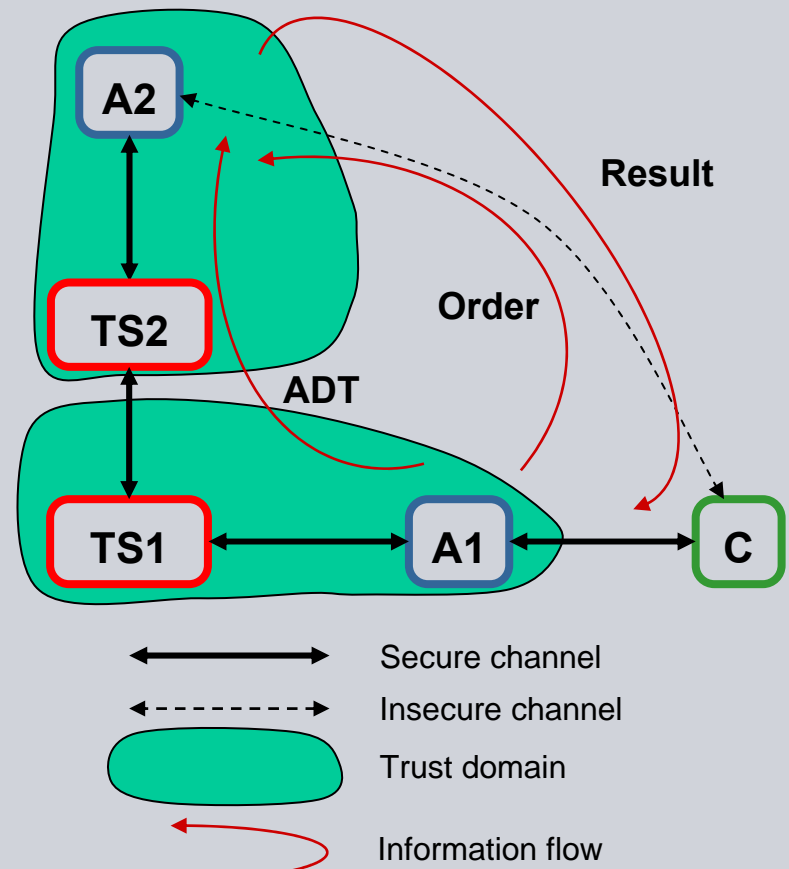 A2
Result
Order
TS2
ADT
TS1
A1
C
Secure channel
Insecure channel
Trust domain
Information flow